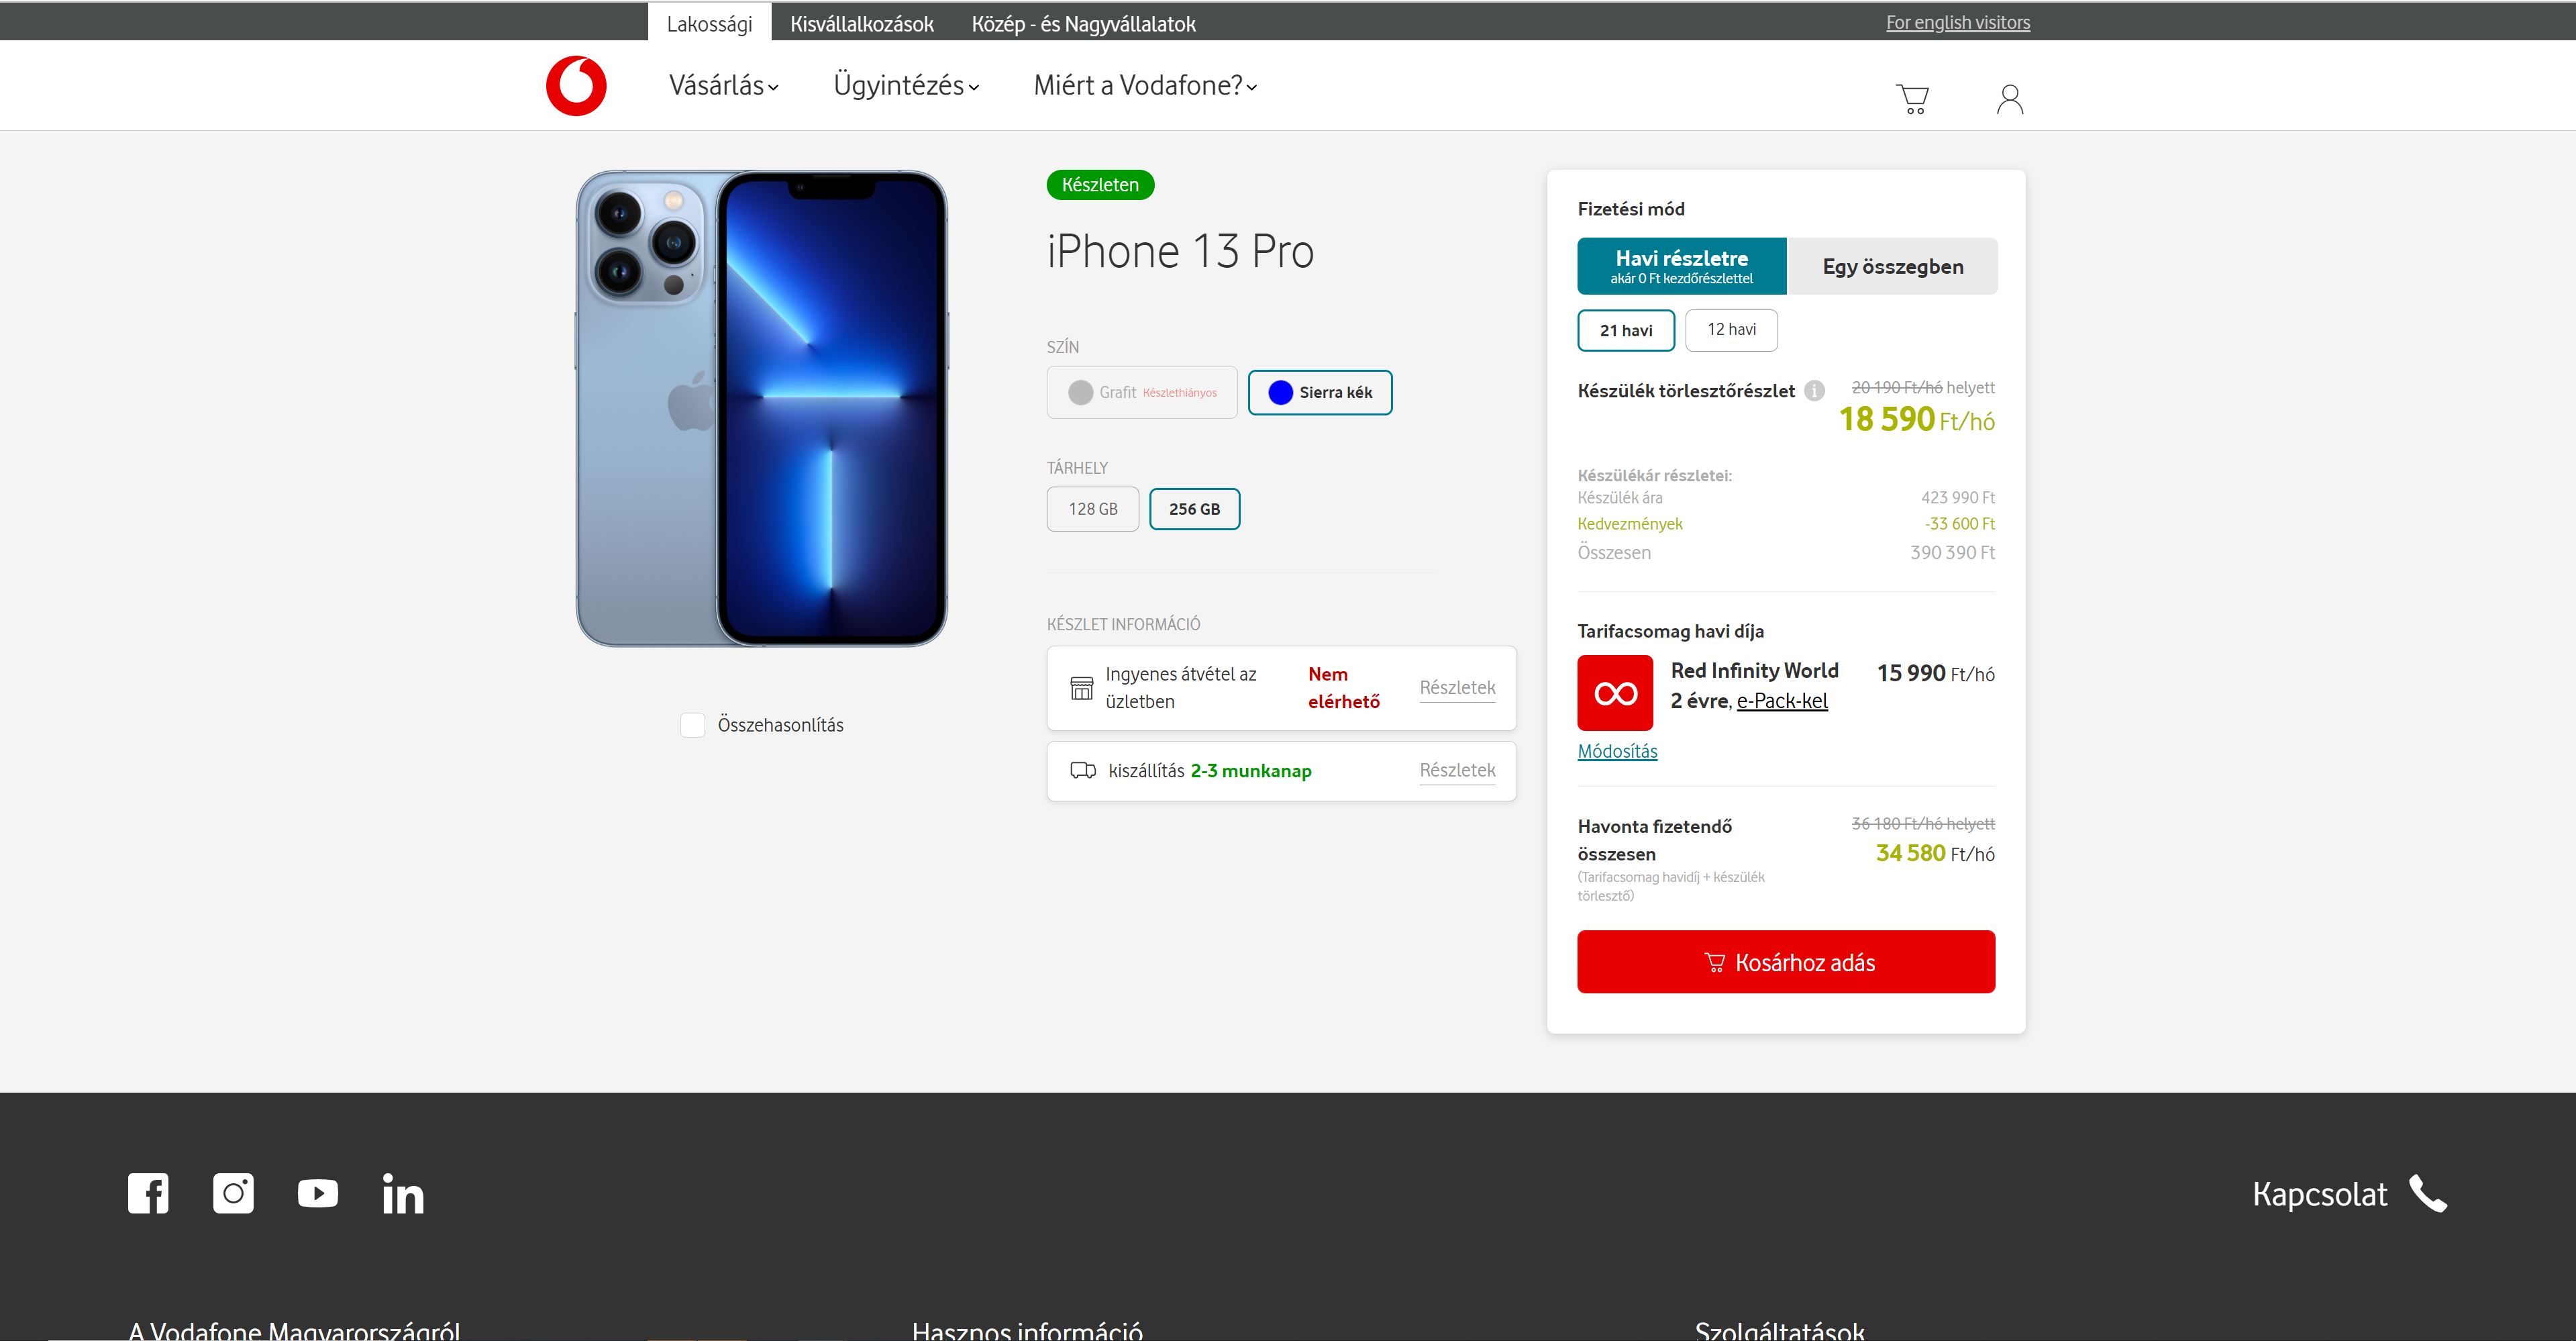 Lakossági
Kisvállalkozások
Közép - és Nagyvállalatok
For english visitors
Vásárlás
Ügyintézés
Miért a Vodafone?
Készleten
iPhone 13 Pro
SZÍN
Grafit Készlethiányos
Sierra kék
TÁRHELY
128 GB
256 GB
KÉSZLET INFORMÁCIÓ
Ingyenes átvétel az
üzletben
Nem
elérhető
Részletek
kiszállítás 2-3 munkanap
Részletek
Összehasonlítás
Fizetési mód
Havi részletre
akár 0 Ft kezdőrészlettel
Egy összegben
21 havi
12 havi
Készülék törlesztőrészlet
20 190 Ft/hó helyett
18 590 Ft/hó
Készülékár részletei:
Készülék ára 423 990 Ft
Kedvezmények -33 600 Ft
Összesen 390 390 Ft
Tarifacsomag havi díja
Red Infinity World 15 990 Ft/hó
2 évre, e-Pack-kel
Módosítás
Havonta fizetendő
összesen
36 180 Ft/hó helyett
34 580 Ft/hó
(Tarifacsomag havidíj + készülék
törlesztő)
Kosárhoz adás
Kapcsolat
A Vodafone Magyarországról
Hasznos információ
Szolgáltatások